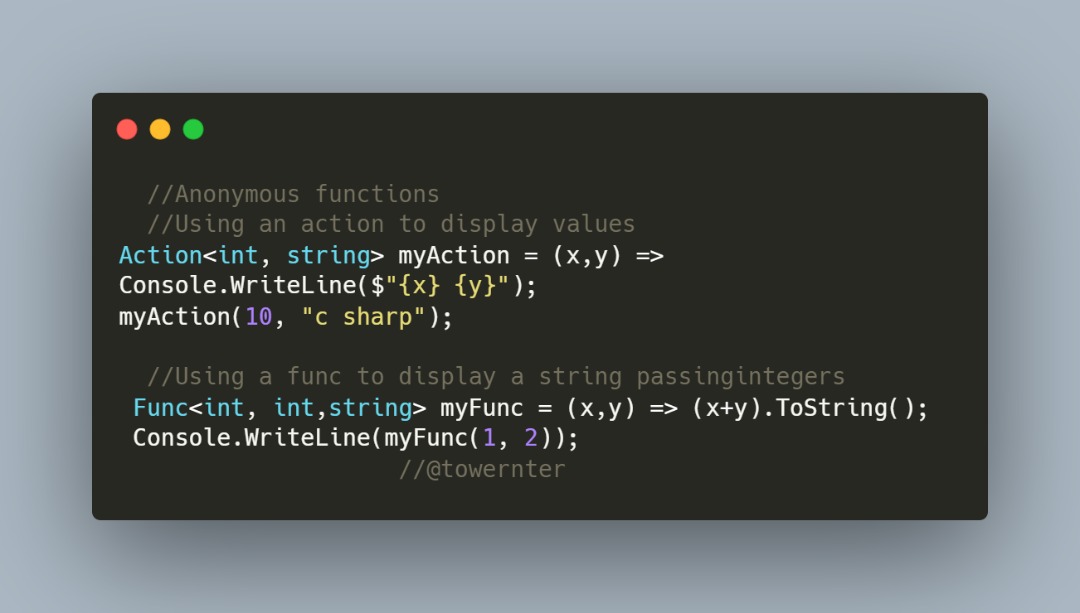 //Anonymous functions
//Using an action to display values
Action<int, string> myAction = (x,y) =>
Console.WriteLine($"{x} {y}");
myAction(10, "c sharp");
//Using a func to display a string passingintegers
Func<int, int,string> myFunc = (x,y) => (x+y).ToString();
Console.WriteLine(myFunc(1, 2));
//@towernter